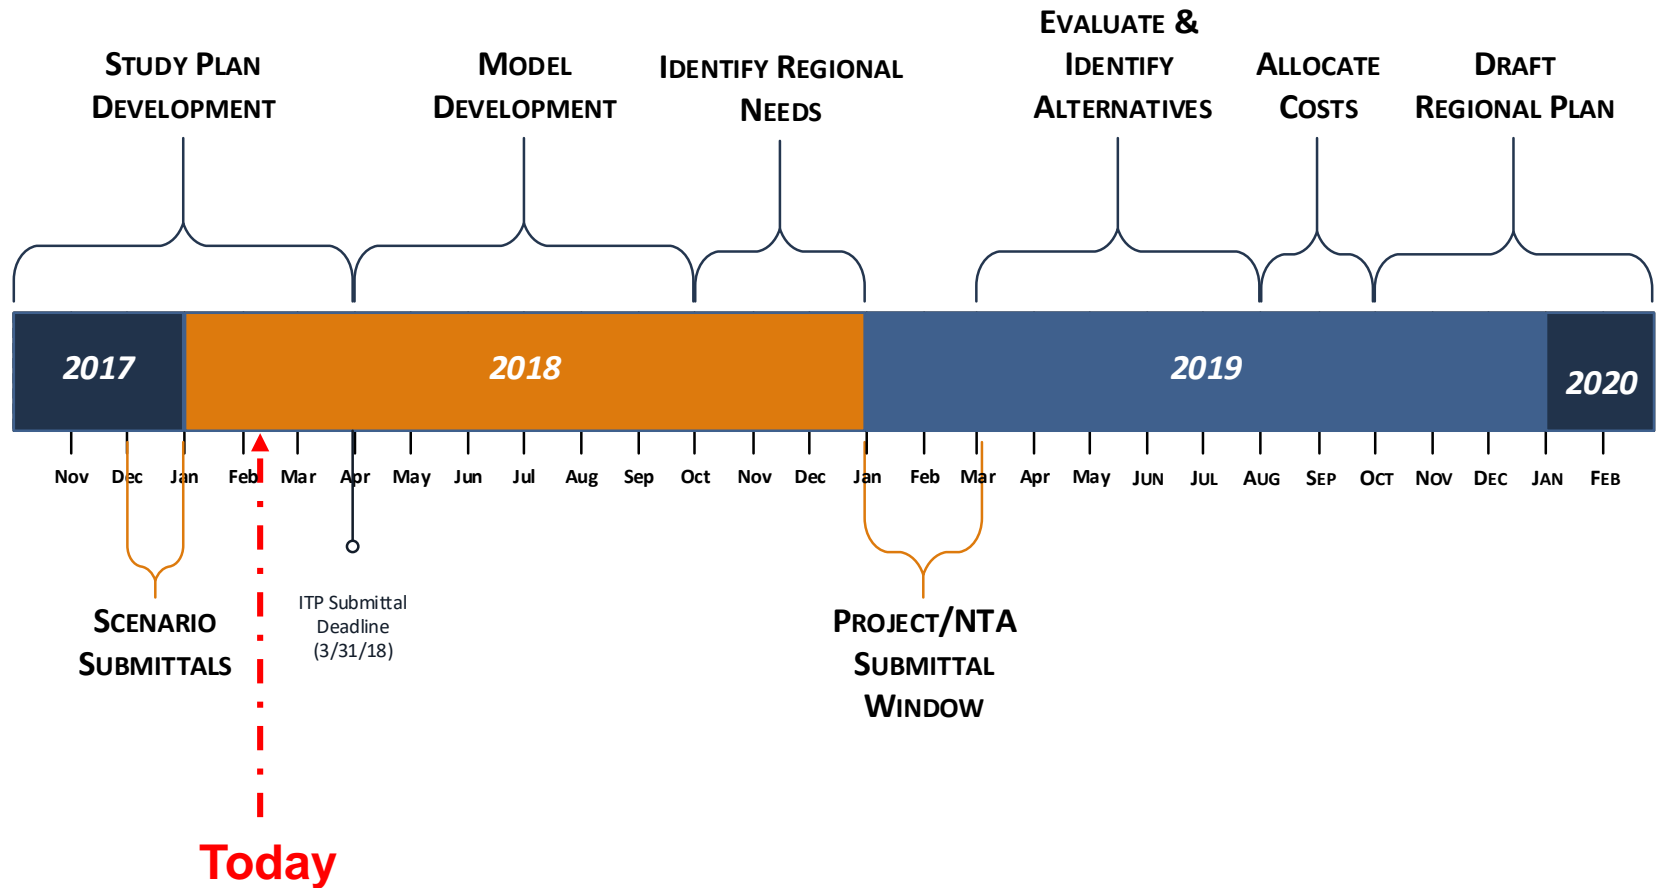 STUDY PLAN
DEVELOPMENT
MODEL
DEVELOPMENT
IDENTIFY REGIONAL
NEEDS
EVALUATE &
IDENTIFY
ALTERNATIVES
ALLOCATE
COSTS
DRAFT
REGIONAL PLAN
2017
2018
2019
2020
Nov Dec Jan Feb Mar Apr May Jun Jul Aug Sep Oct Nov Dec Jan Feb Mar Apr May JUN JUL AUG SEP OCT NOV DEC JAN FEB
SCENARIO
SUBMITTALS
ITP Submittal
Deadline
(3/31/18)
PROJECT/NTA
SUBMITTAL
WINDOW
Today